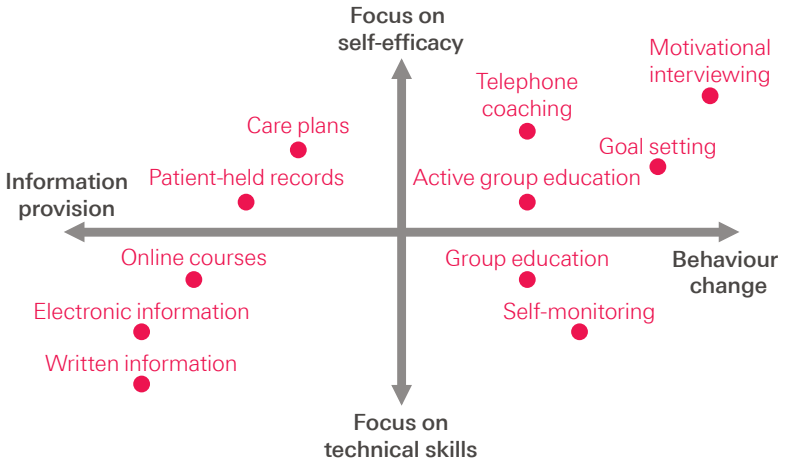 Focus on
self-efficacy
Motivational
interviewing
Telephone
coaching
Care plans
Goal setting
Information
provision
Patient-held records
Active group education
Online courses
Group education
Behaviour
change
Electronic information
Self-monitoring
Written information
Focus on
technical skills